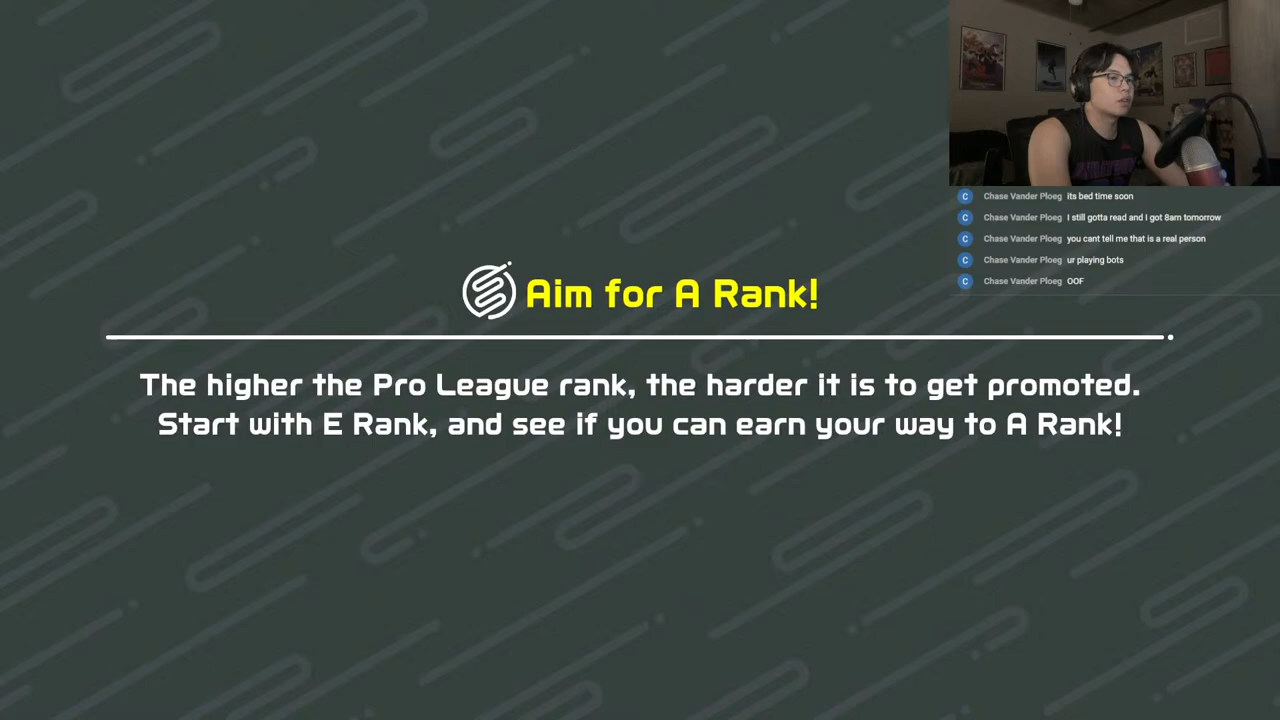 C Chase Vander Ploeg its bed time soon
C Chase Vander Ploeg I still gotta read and I got 8am tomorrow
C Chase Vander Ploeg you cant tell me that is a real person
C Chase Vander Ploeg ur playing bots
C Chase Vander Ploeg OOF
Aim for A Rank!
The higher the Pro League rank, the harder it is to get promoted.
Start with E Rank, and see if you can earn your way to A Rank!